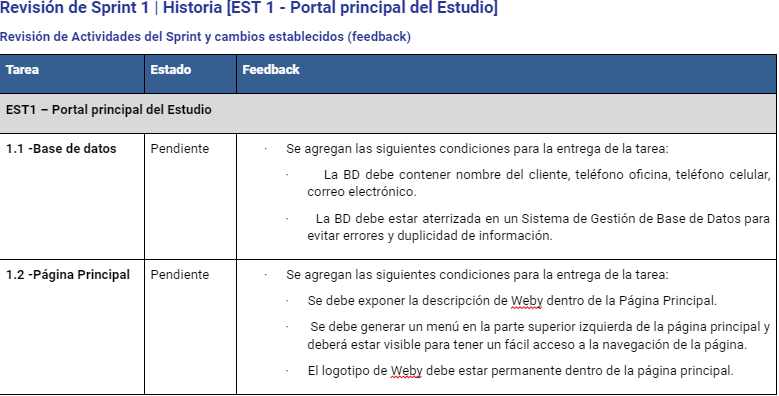 Revisión de Sprint 1 | Historia [EST 1 - Portal principal del Estudio]
Revisión de Actividades del Sprint y cambios establecidos (feedback)
Tarea Estado Feedback
EST1 – Portal principal del Estudio
1.1 -Base de datos Pendiente · Se agregan las siguientes condiciones para la entrega de la tarea:
· La BD debe contener nombre del cliente, teléfono oficina, teléfono celular,
correo electrónico.
· La BD debe estar aterrizada en un Sistema de Gestión de Base de Datos para
evitar errores y duplicidad de información.
1.2 -Página Principal Pendiente · Se agregan las siguientes condiciones para la entrega de la tarea:
· Se debe exponer la descripción de Weby dentro de la Página Principal.
· Se debe generar un menú en la parte superior izquierda de la página principal y
deberá estar visible para tener un fácil acceso a la navegación de la página.
· El logotipo de Weby debe estar permanente dentro de la página principal.